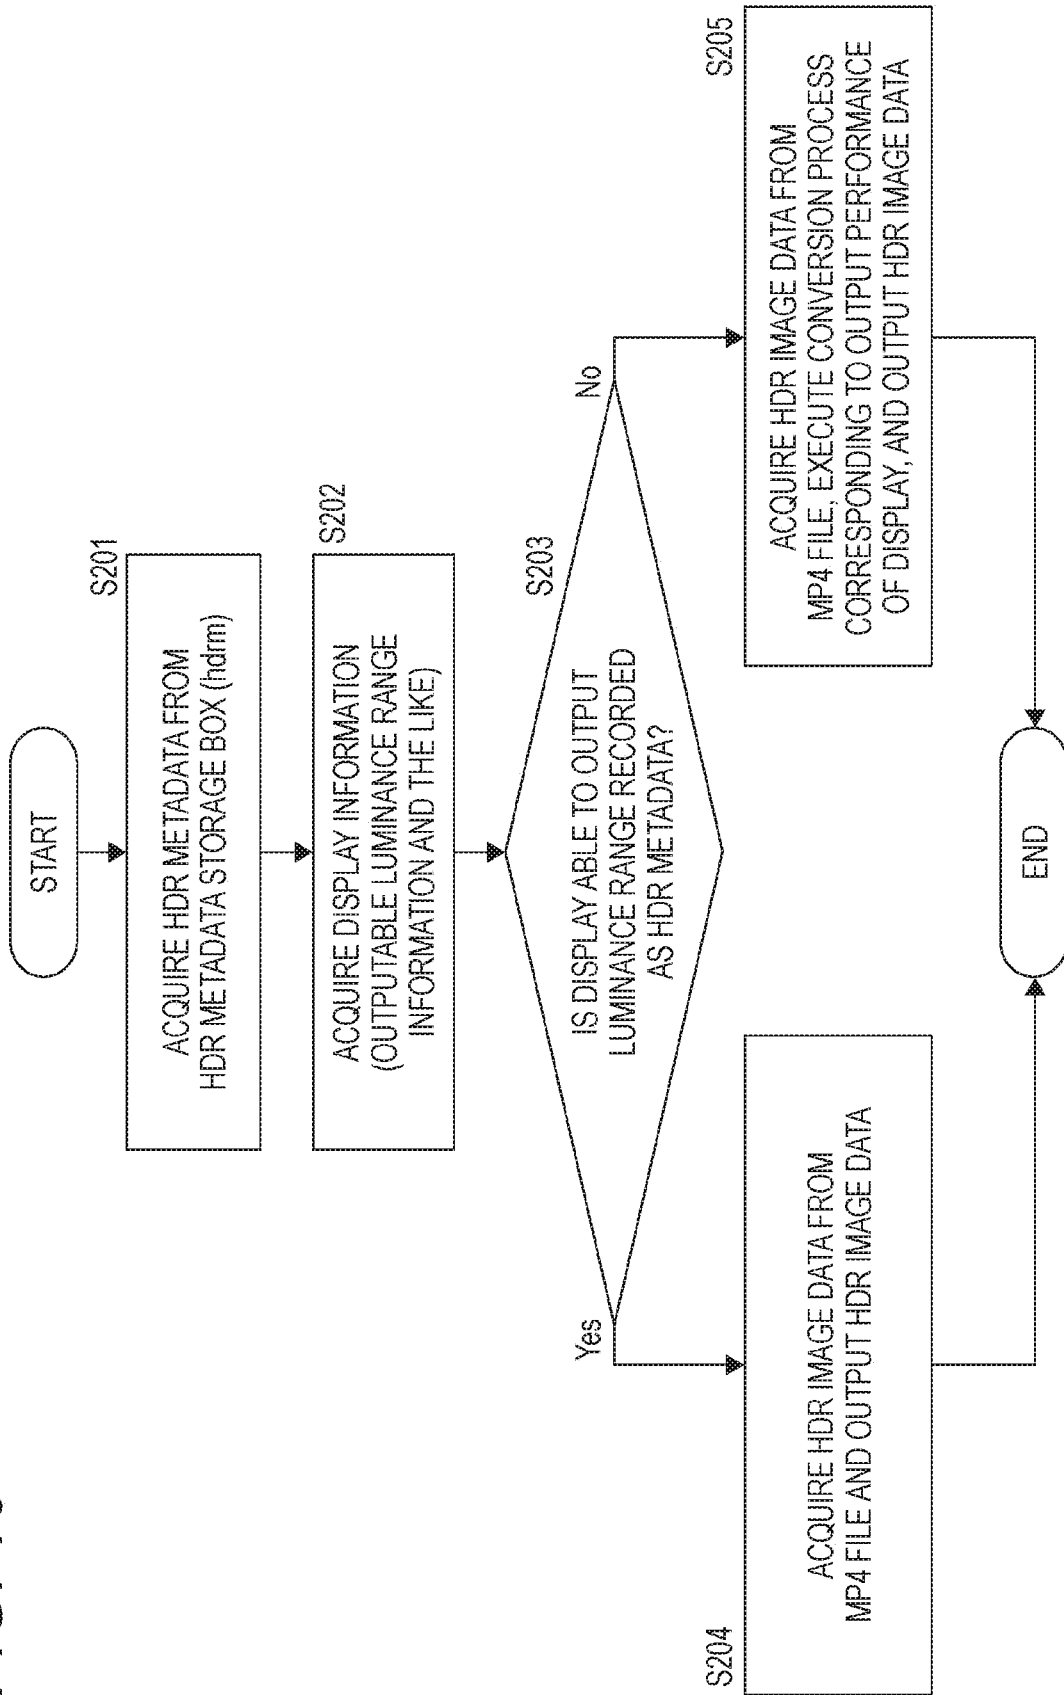 START
S201
ACQUIRE HDR METADATA FROM
HDR METADATA STORAGE BOX (hdrm)
S202
ACQUIRE DISPLAY INFORMATION
(OUTPUTABLE LUMINANCE RANGE
INFORMATION AND THE LIKE)
S203
IS DISPLAY ABLE TO OUTPUT
LUMINANCE RANGE RECORDED
AS HDR METADATA?
Yes
No
S204
ACQUIRE HDR IMAGE DATA FROM
MP4 FILE AND OUTPUT HDR IMAGE DATA
S205
ACQUIRE HDR IMAGE DATA FROM
MP4 FILE, EXECUTE CONVERSION PROCESS
CORRESPONDING TO OUTPUT PERFORMANCE
OF DISPLAY, AND OUTPUT HDR IMAGE DATA
END